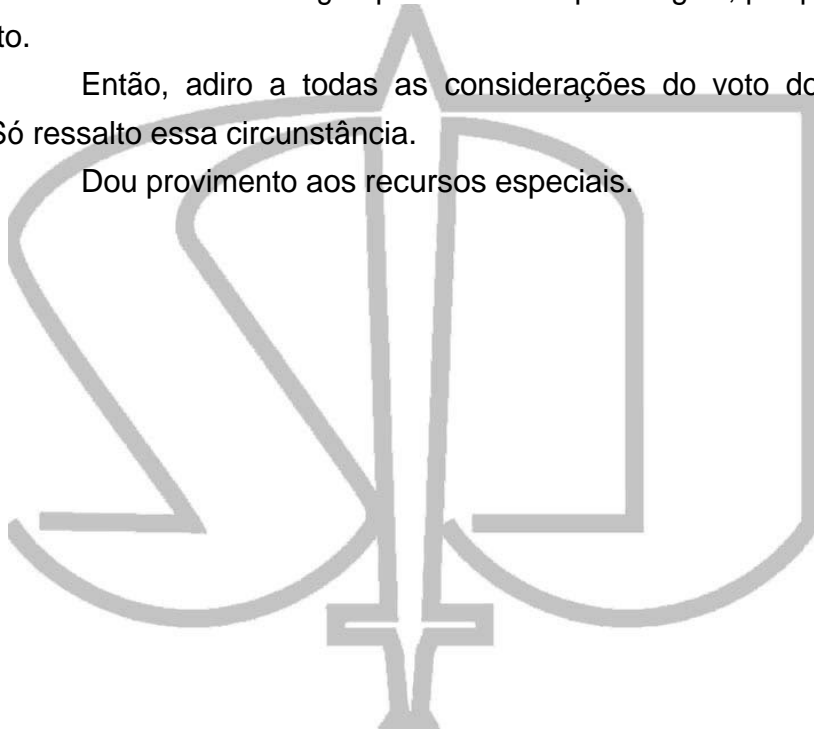 to.
Então, adiro a todas as considerações do voto do
Só ressalto essa circunstância.
Dou provimento aos recursos especiais.